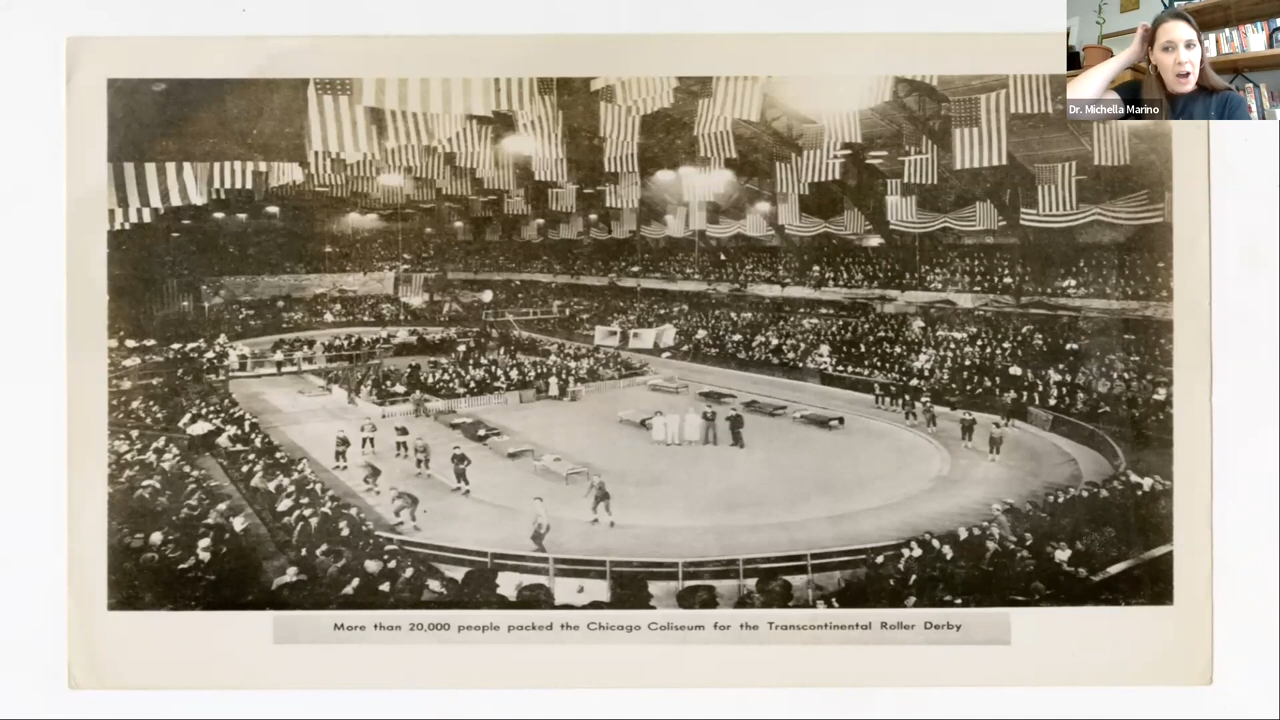 Dr. Michella Marino
More than 20,000 people packed the Chicago Coliseum for the Transcontinental Roller Derby